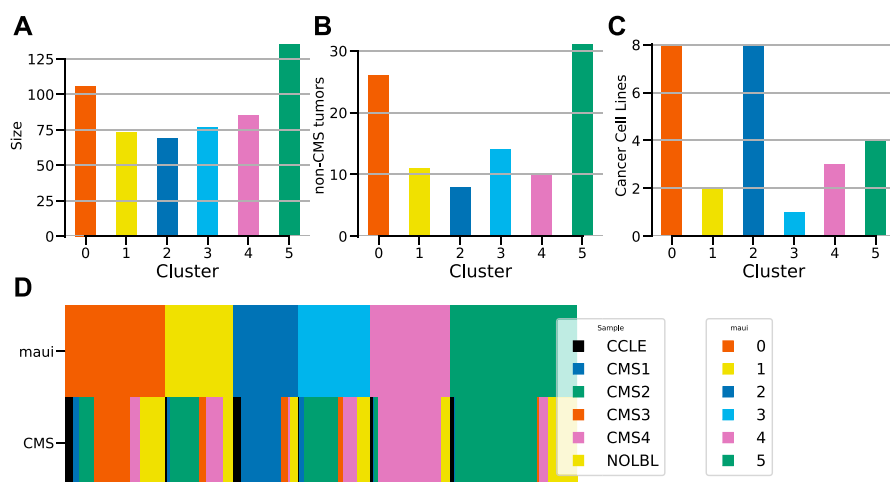 A
B
C
125
100
75
50
25
0
Size
0 1 2 3 4 5
Cluster
30
20
10
0
non-CMS tumors
0 1 2 3 4 5
Cluster
8
6
4
2
0
Cancer Cell Lines
0 1 2 3 4 5
Cluster
D
maui
CMS
Sample
CCLE
CMS1
CMS2
CMS3
CMS4
NOLBL
maui
0
1
2
3
4
5